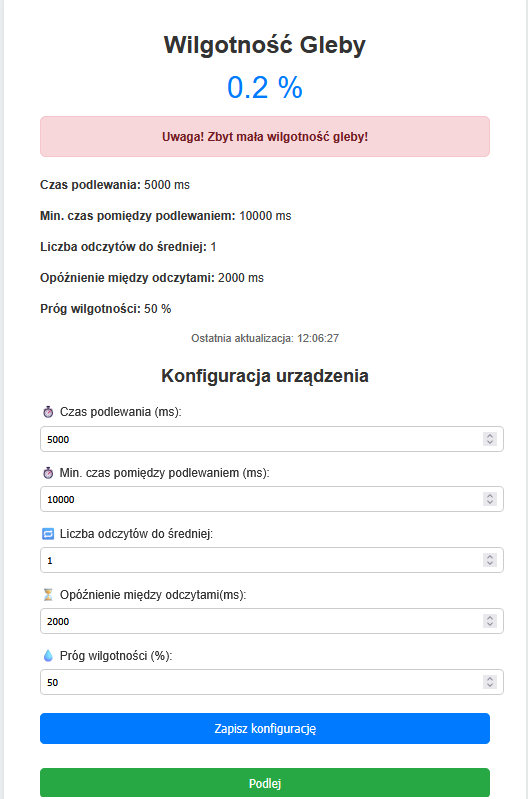 Wilgotność Gleby
0.2 %
Uwaga! Zbyt mała wilgotność gleby!
Czas podlewania: 5000 ms
Min. czas pomiędzy podlewaniem: 10000 ms
Liczba odczytów do średniej: 1
Opóźnienie między odczytami: 2000 ms
Próg wilgotności: 50 %
Ostatnia aktualizacja: 12:06:27
Konfiguracja urządzenia
Czas podlewania (ms):
5000
Min. czas pomiędzy podlewaniem (ms):
10000
Liczba odczytów do średniej:
1
Opóźnienie między odczytami(ms):
2000
Próg wilgotności (%):
50
Zapisz konfigurację
Podlej